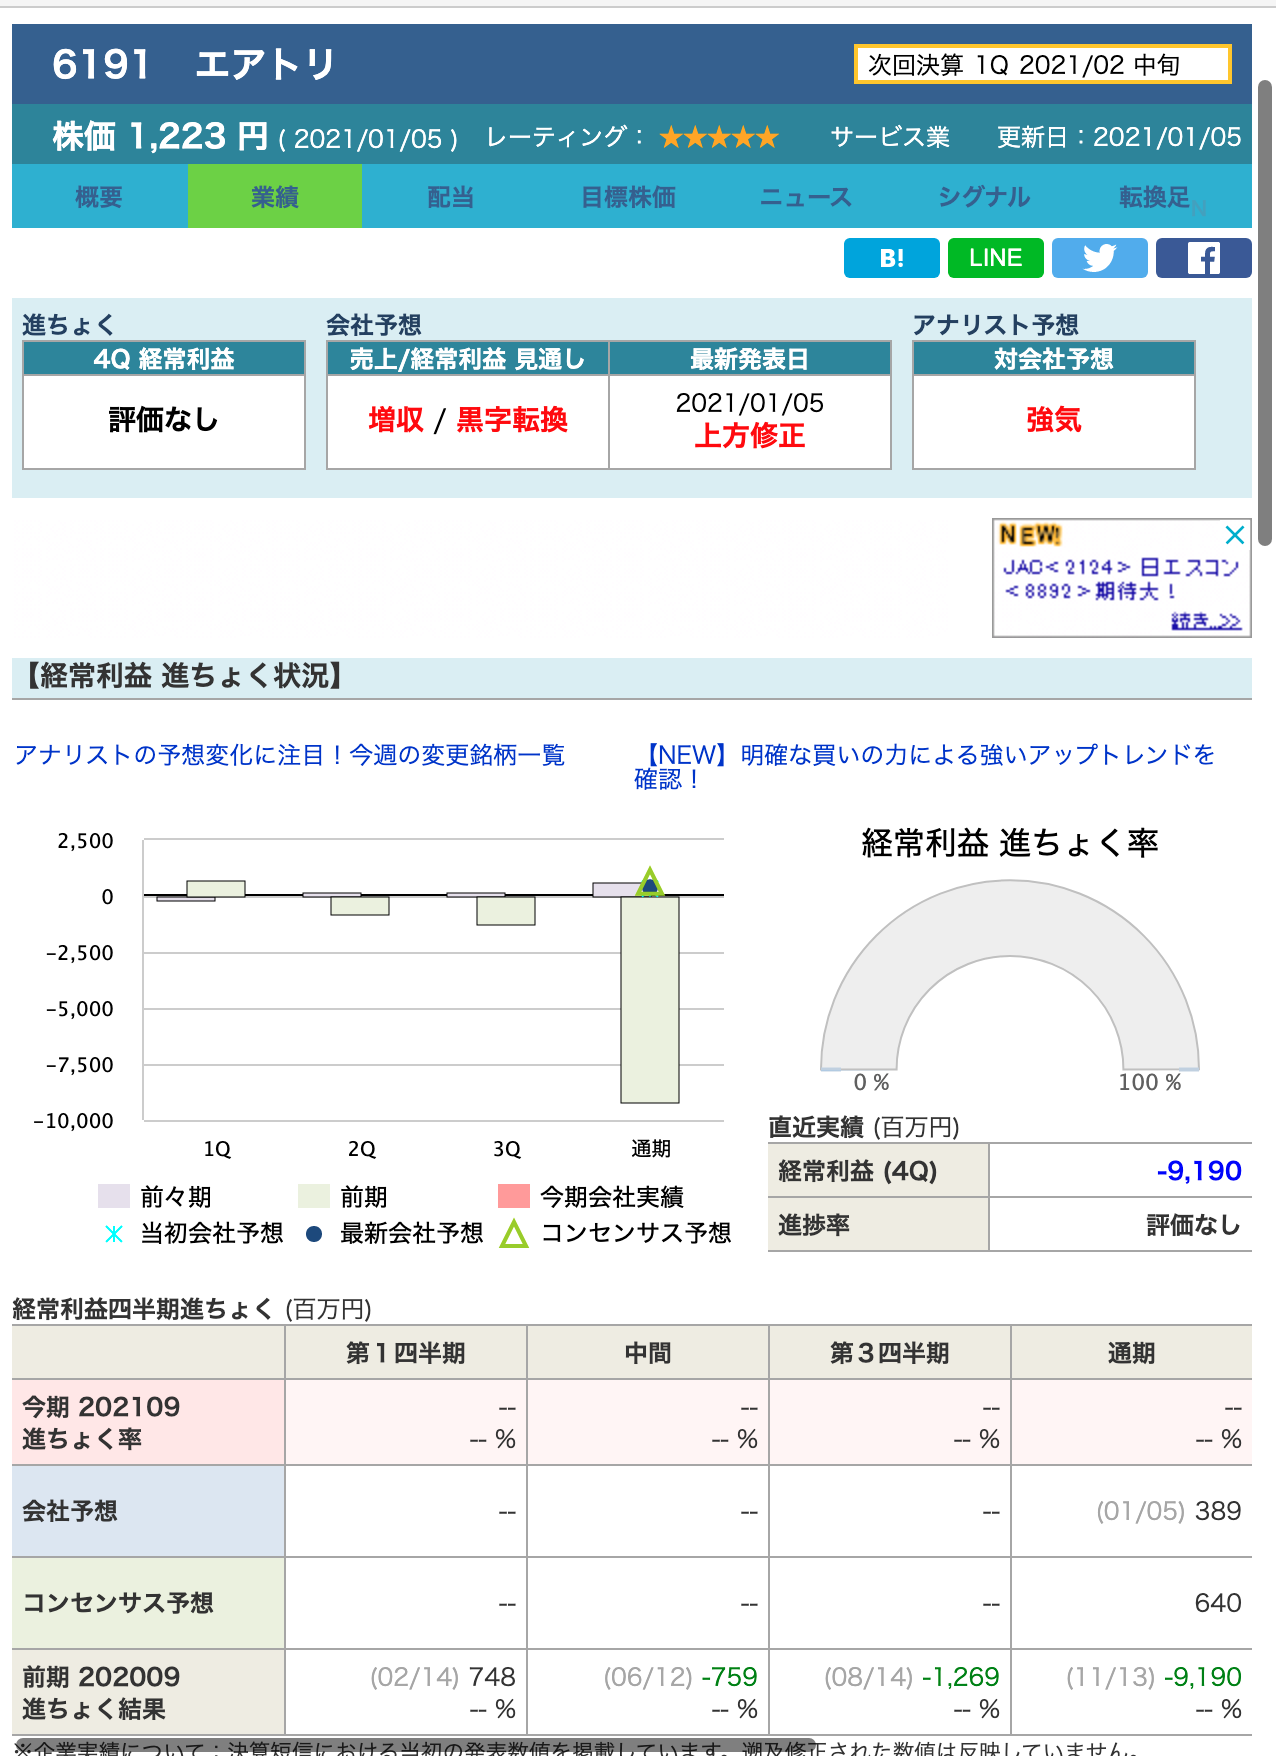 6191 エアトリ
次回決算 1Q 2021/02 中旬
株価 1,223 円 ( 2021/01/05 ) レーティング： ★★★★★ サービス業 更新日：2021/01/05
概要 業績 配当 目標株価 ニュース シグナル 転換足
B! LINE
進ちょく 会社予想 アナリスト予想
4Q 経常利益 売上/経常利益 見通し 最新発表日 対会社予想
評価なし 増収 / 黒字転換 2021/01/05 強気
上方修正
NEW!
JAC<2124> 日エスコン
<8892>期待大！
続き..>>
【経常利益 進ちょく状況】
アナリストの予想変化に注目！今週の変更銘柄一覧
【NEW】明確な買いの力による強いアップトレンドを
確認！
経常利益 進ちょく率
2,500
0
-2,500
-5,000
-7,500
-10,000
1Q 2Q 3Q 通期
0 % 100 %
前々期 前期 今期会社実績
当初会社予想 最新会社予想 コンセンサス予想
直近実績 (百万円)
経常利益 (4Q) -9,190
進捗率 評価なし
経常利益四半期進ちょく (百万円)
第１四半期 中間 第３四半期 通期
今期 202109 -- -- -- --
進ちょく率 -- % -- % -- % -- %
会社予想 -- -- -- (01/05) 389
コンセンサス予想 -- -- -- 640
前期 202009 (02/14) 748 (06/12) -759 (08/14) -1,269 (11/13) -9,190
進ちょく結果 -- % -- % -- % -- %
※企業実績について：決算短信における当初の発表数値を掲載しています。遡及修正された数値は反映していません。